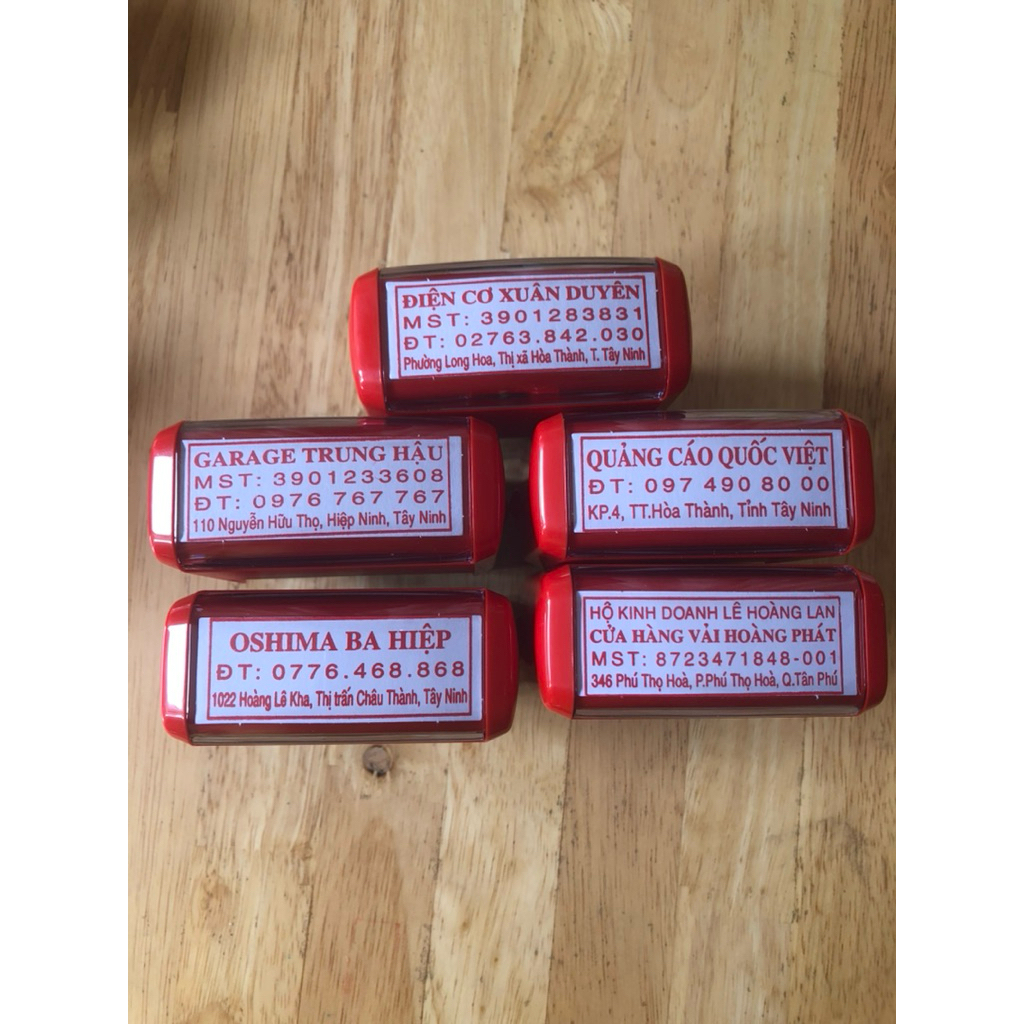 ĐIỆN CƠ XUÂN DUYÊN
MST: 3901283831
ĐT: 02763.842.030
Phường Long Hoa, Thị xã Hòa Thành, T. Tây Ninh
GARAGE TRUNG HẬU
MST: 3901233608
ĐT: 0976 767 767
110 Nguyễn Hữu Thọ, Hiệp Ninh, Tây Ninh
QUẢNG CÁO QUỐC VIỆT
ĐT: 097 490 80 00
KP.4, TT.Hòa Thành, Tỉnh Tây Ninh
OSHIMA BA HIỆP
ĐT: 0776.468.868
1022 Hoàng Lê Kha, Thị trấn Châu Thành, Tây Ninh
HỘ KINH DOANH LÊ HOÀNG LAN
CỬA HÀNG VẢI HOÀNG PHÁT
MST: 8723471848-001
346 Phú Thọ Hoà, P.Phú Thọ Hoà, Q.Tân Phú